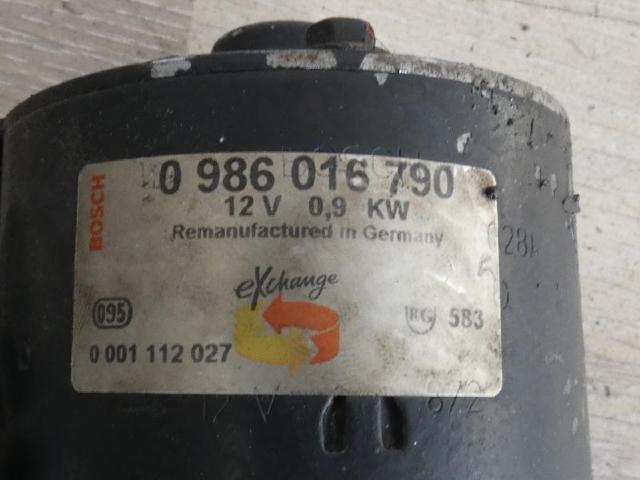 BOSCH
0 986 016 790
12 V 0,9 KW
Remanufactured in Germany
eXchange
095
RG 583
0 001 112 027
12 V